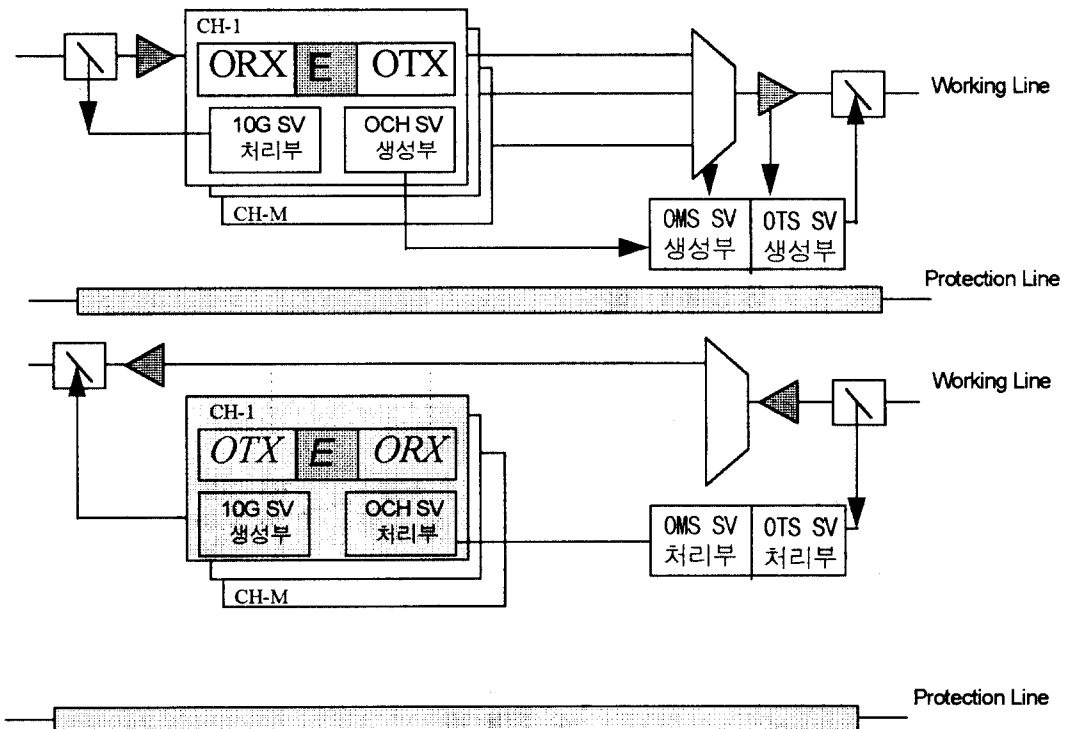 CH-1
ORX E OTX
10G SV
처리부
OCH SV
생성부
CH-M
Working Line
OMS SV
생성부
OTS SV
생성부
Protection Line
Working Line
CH-1
OTX E ORX
10G SV
생성부
OCH SV
처리부
OMS SV
처리부
OTS SV
처리부
CH-M
Protection Line